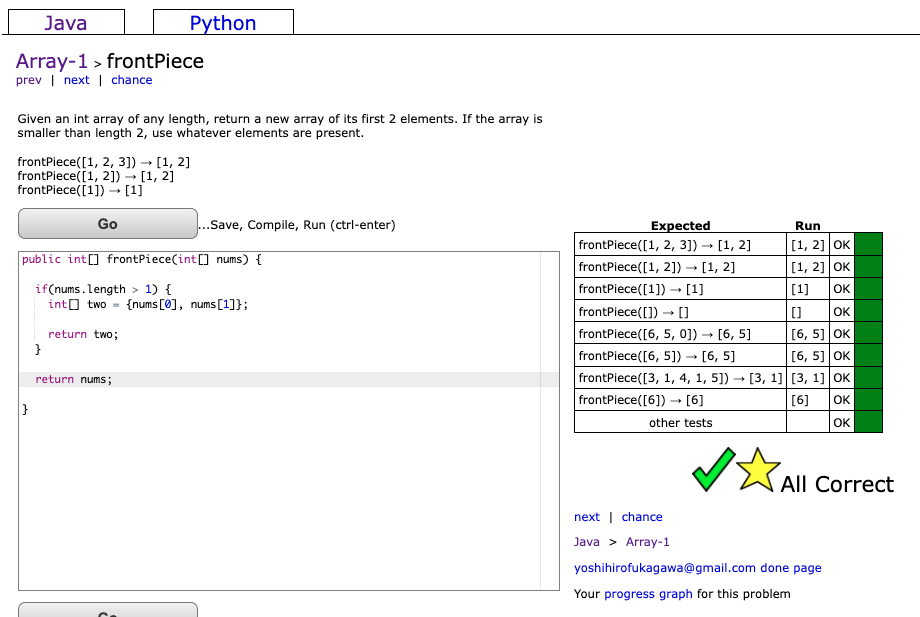 Java Python
Array-1 > frontPiece
prev | next | chance
Given an int array of any length, return a new array of its first 2 elements. If the array is
smaller than length 2, use whatever elements are present.
frontPiece([1, 2, 3]) → [1, 2]
frontPiece([1, 2]) → [1, 2]
frontPiece([1]) → [1]
Go ...Save, Compile, Run (ctrl-enter)
public int[] frontPiece(int[] nums) {
if(nums.length > 1) {
int[] two = {nums[0], nums[1]};
return two;
}
return nums;
}
Go
Expected Run
frontPiece([1, 2, 3]) → [1, 2] [1, 2] OK
frontPiece([1, 2]) → [1, 2] [1, 2] OK
frontPiece([1]) → [1] [1] OK
frontPiece([]) → [] [] OK
frontPiece([6, 5, 0]) → [6, 5] [6, 5] OK
frontPiece([6, 5]) → [6, 5] [6, 5] OK
frontPiece([3, 1, 4, 1, 5]) → [3, 1] [3, 1] OK
frontPiece([6]) → [6] [6] OK
other tests OK
All Correct
next | chance
Java > Array-1
yoshihirofukagawa@gmail.com done page
Your progress graph for this problem